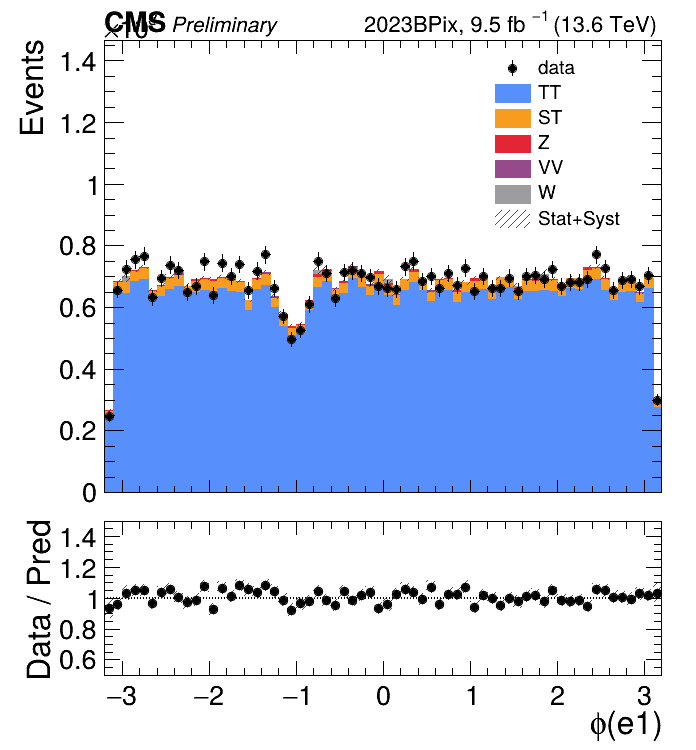 CMS Preliminary 2023BPix, 9.5 fb⁻¹ (13.6 TeV)
Events
1.4
1.2
1
0.8
0.6
0.4
0.2
0
data
TT
ST
Z
VV
W
Stat+Syst
Data / Pred
1.4
1.2
1
0.8
0.6
−3 −2 −1 0 1 2 3
ϕ(e1)